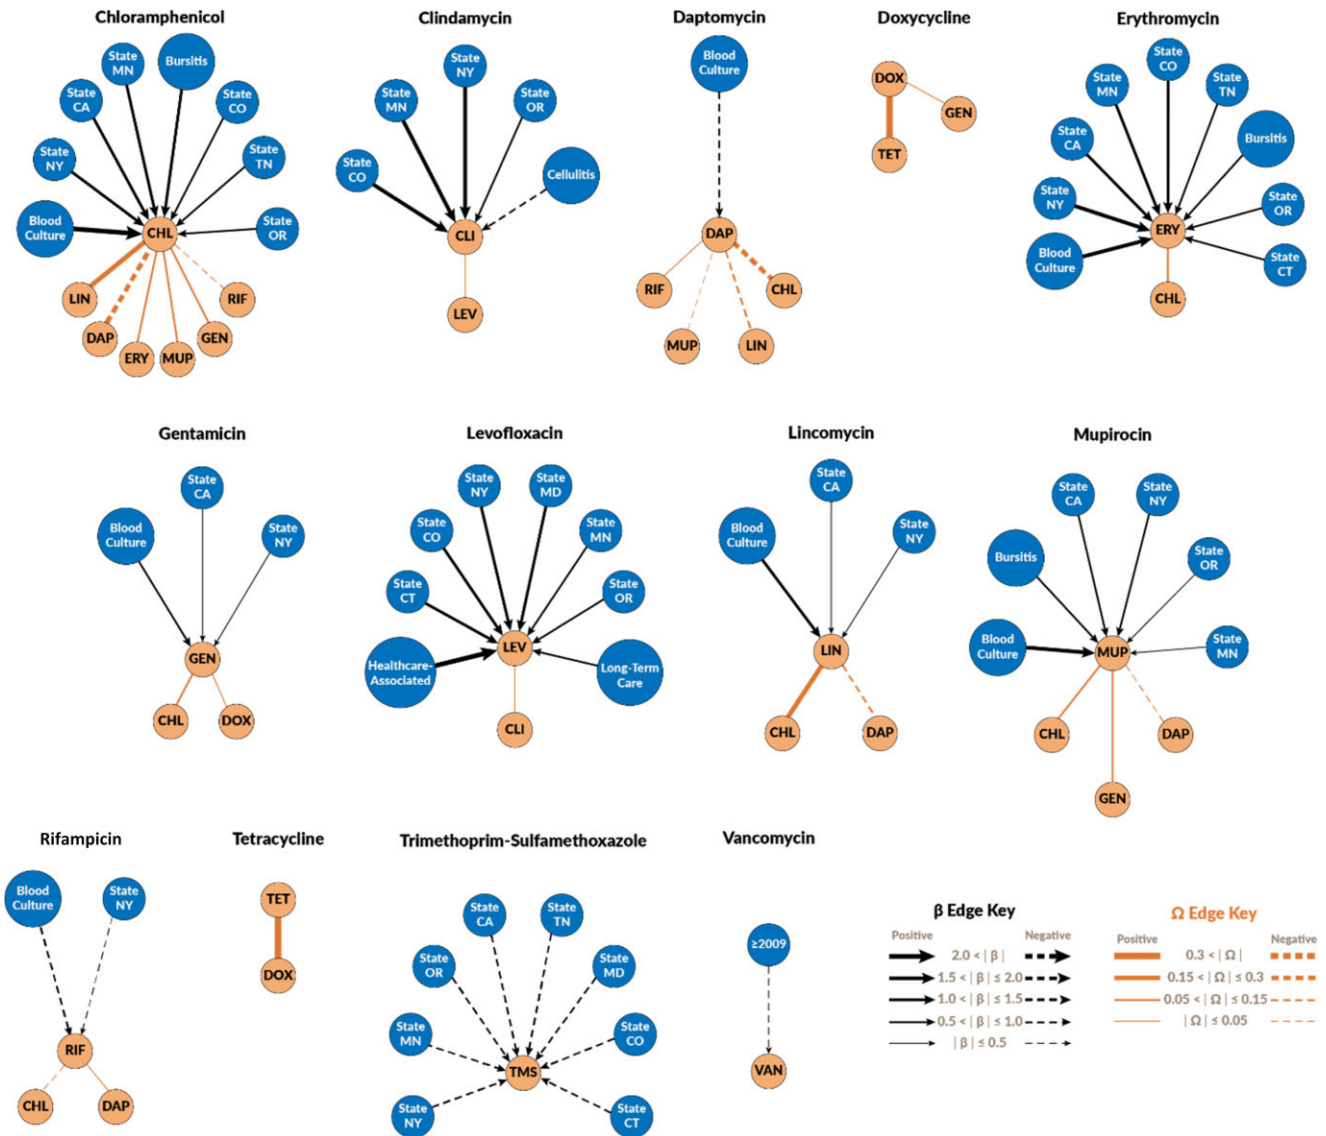 Chloramphenicol
Clindamycin
Daptomycin
Doxycycline
Erythromycin
State
NY
State
CA
State
MN
Bursitis
State
CO
State
TN
State
OR
Blood
Culture
CHL
LIN
DAP
ERY
MUP
GEN
RIF
State
CO
State
MN
State
NY
State
OR
Cellulitis
CLI
LEV
Blood
Culture
DAP
RIF
MUP
LIN
CHL
DOX
GEN
TET
Blood
Culture
State
NY
State
CA
State
MN
State
CO
State
TN
Bursitis
State
OR
State
CT
ERY
CHL
Gentamicin
Levofloxacin
Lincomycin
Mupirocin
Blood
Culture
State
CA
State
NY
GEN
CHL
DOX
Healthcare-
Associated
State
CT
State
CO
State
NY
State
MD
State
MN
State
OR
Long-Term
Care
LEV
CLI
Blood
Culture
State
CA
State
NY
LIN
CHL
DAP
Blood
Culture
Bursitis
State
CA
State
NY
State
OR
State
MN
MUP
CHL
GEN
DAP
Rifampicin
Tetracycline
Trimethoprim-Sulfamethoxazole
Vancomycin
Blood
Culture
State
NY
RIF
CHL
DAP
TET
DOX
State
NY
State
MN
State
OR
State
CA
State
TN
State
MD
State
CO
State
CT
TMS
≥2009
VAN
β Edge Key
Positive
Negative
2.0 < | β |
1.5 < | β | ≤ 2.0
1.0 < | β | ≤ 1.5
0.5 < | β | ≤ 1.0
| β | ≤ 0.5
Ω Edge Key
Positive
Negative
0.3 < | Ω |
0.15 < | Ω | ≤ 0.3
0.05 < | Ω | ≤ 0.15
| Ω | ≤ 0.05